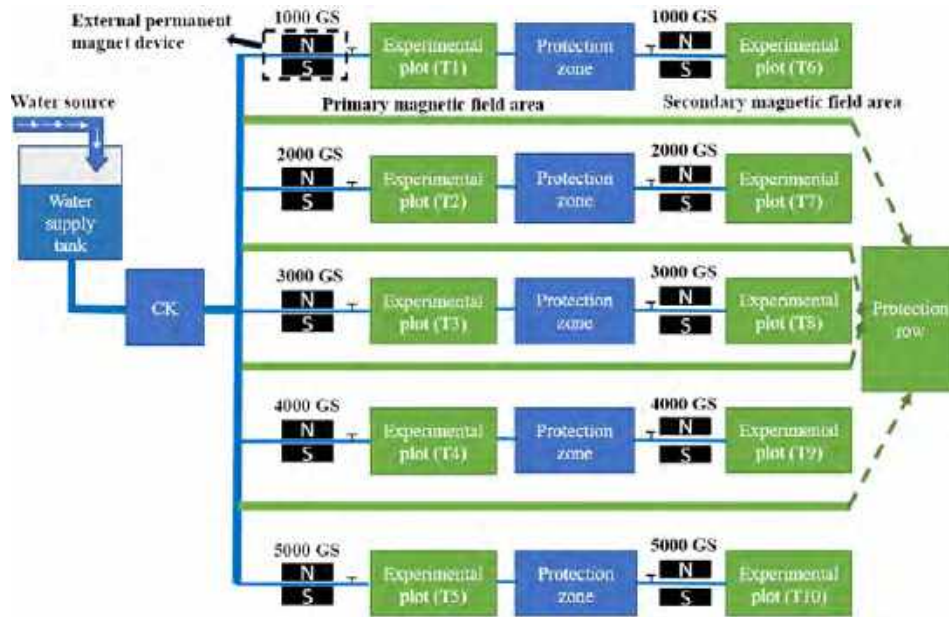 External permanent
magnet device
1000 GS
N
S
Experimental
plot (T1)
Protection
zone
1000 GS
N
S
Experimental
plot (T6)
Water source
Primary magnetic field area
Secondary magnetic field area
Water
supply
tank
2000 GS
N
S
Experimental
plot (T2)
Protection
zone
2000 GS
N
S
Experimental
plot (T7)
CK
3000 GS
N
S
Experimental
plot (T3)
Protection
zone
3000 GS
N
S
Experimental
plot (T8)
Protection
row
4000 GS
N
S
Experimental
plot (T4)
Protection
zone
4000 GS
N
S
Experimental
plot (T9)
5000 GS
N
S
Experimental
plot (T5)
Protection
zone
5000 GS
N
S
Experimental
plot (T10)